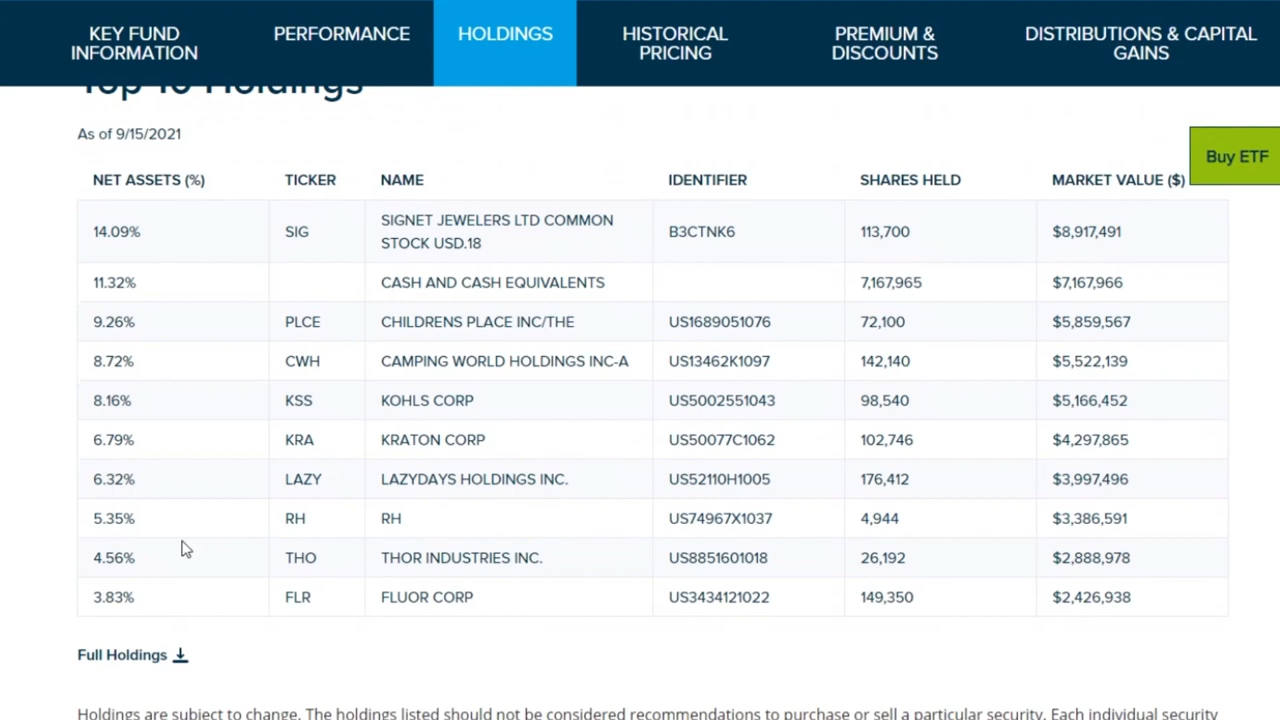 KEY FUND INFORMATION
PERFORMANCE
HOLDINGS
HISTORICAL PRICING
PREMIUM & DISCOUNTS
DISTRIBUTIONS & CAPITAL GAINS
Top 10 Holdings
As of 9/15/2021
Buy ETF
NET ASSETS (%) TICKER NAME IDENTIFIER SHARES HELD MARKET VALUE ($)
14.09% SIG SIGNET JEWELERS LTD COMMON STOCK USD.18 B3CTNK6 113,700 $8,917,491
11.32% CASH AND CASH EQUIVALENTS 7,167,965 $7,167,966
9.26% PLCE CHILDRENS PLACE INC/THE US1689051076 72,100 $5,859,567
8.72% CWH CAMPING WORLD HOLDINGS INC-A US13462K1097 142,140 $5,522,139
8.16% KSS KOHLS CORP US5002551043 98,540 $5,166,452
6.79% KRA KRATON CORP US50077C1062 102,746 $4,297,865
6.32% LAZY LAZYDAYS HOLDINGS INC. US52110H1005 176,412 $3,997,496
5.35% RH RH US74967X1037 4,944 $3,386,591
4.56% THO THOR INDUSTRIES INC. US8851601018 26,192 $2,888,978
3.83% FLR FLUOR CORP US3434121022 149,350 $2,426,938
Full Holdings
Holdings are subject to change. The holdings listed should not be considered recommendations to purchase or sell a particular security. Each individual security